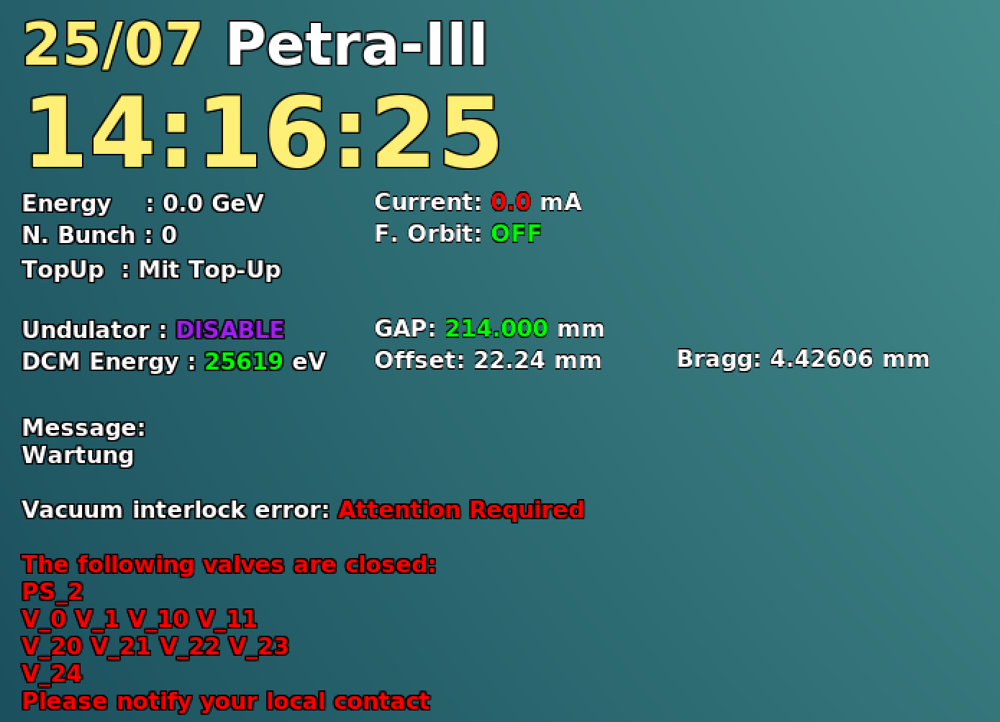 25/07 Petra-III
14:16:25
Energy : 0.0 GeV Current: 0.0 mA
N. Bunch : 0 F. Orbit: OFF
TopUp : Mit Top-Up
Undulator : DISABLE GAP: 214.000 mm
DCM Energy : 25619 eV Offset: 22.24 mm Bragg: 4.42606 mm
Message:
Wartung
Vacuum interlock error: Attention Required
The following valves are closed:
PS_2
V_0 V_1 V_10 V_11
V_20 V_21 V_22 V_23
V_24
Please notify your local contact